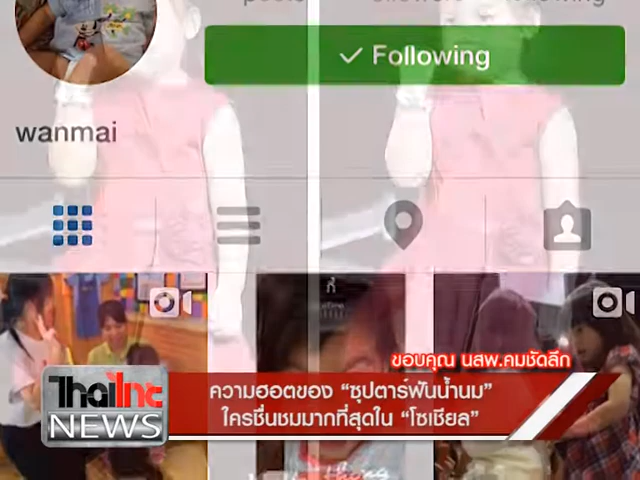 Following
wanmai
ขอบคุณ นสพ.คมชัดลึก
ThaiTNC
NEWS
ความฮอตของ “ซุปตาร์ฟันน้ำนม”
ใครชื่นชมมากที่สุดใน “โซเชียล”